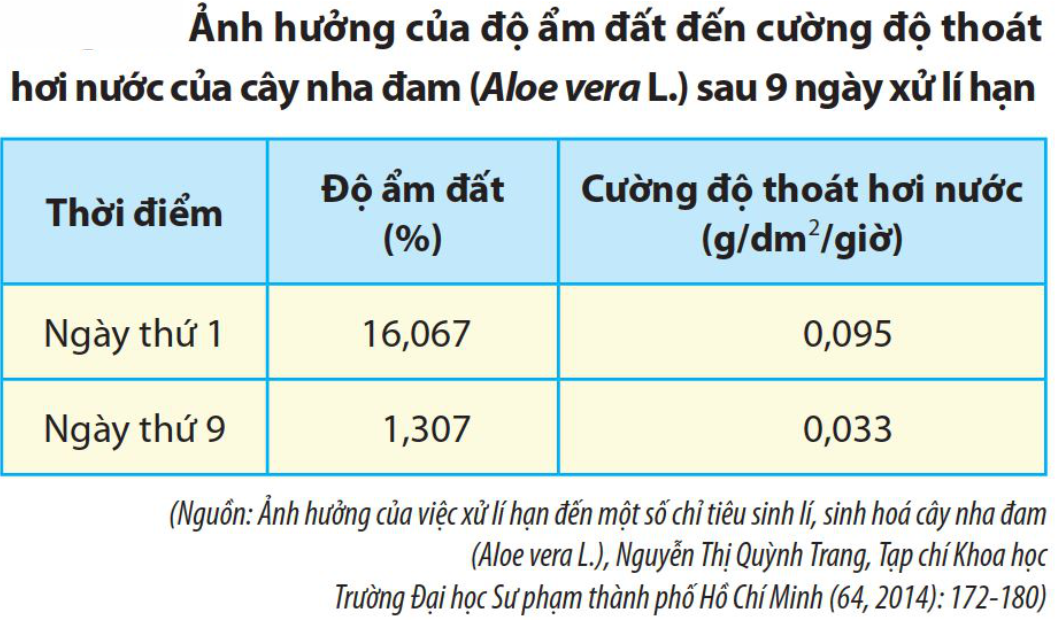 Ảnh hưởng của độ ẩm đất đến cường độ thoát
hơi nước của cây nha đam (Aloe vera L.) sau 9 ngày xử lí hạn
Thời điểm
Độ ẩm đất
(%)
Cường độ thoát hơi nước
(g/dm²/giờ)
Ngày thứ 1
16,067
0,095
Ngày thứ 9
1,307
0,033
(Nguồn: Ảnh hưởng của việc xử lí hạn đến một số chỉ tiêu sinh lí, sinh hoá cây nha đam
(Aloe vera L.), Nguyễn Thị Quỳnh Trang, Tạp chí Khoa học
Trường Đại học Sư phạm thành phố Hồ Chí Minh (64, 2014): 172-180)